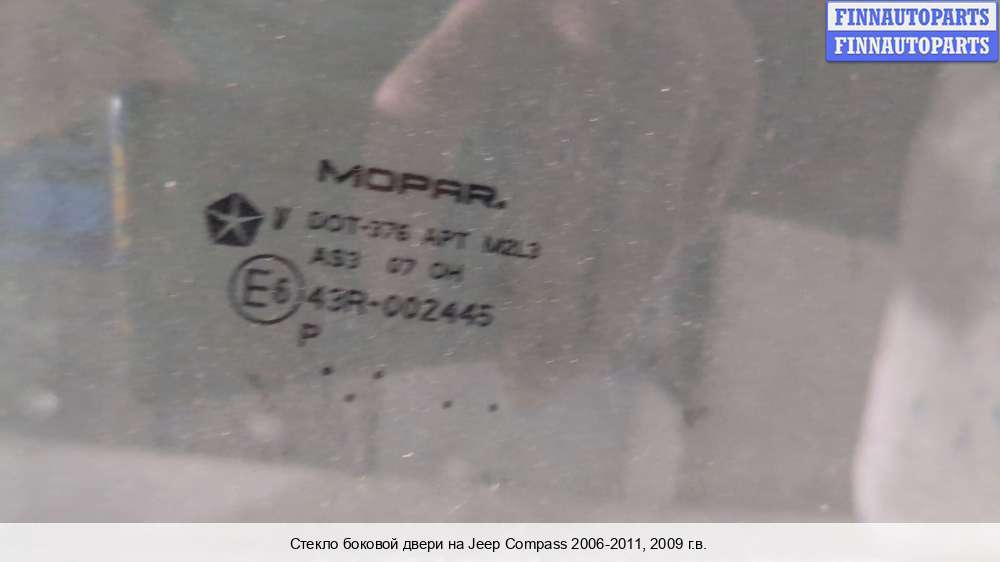 FINNAUTOPARTS
FINNAUTOPARTS
MOPAR.
DOT-376 APT M2L3
AS3 07 OH
E6 43R-002445
P
Стекло боковой двери на Jeep Compass 2006-2011, 2009 г.в.